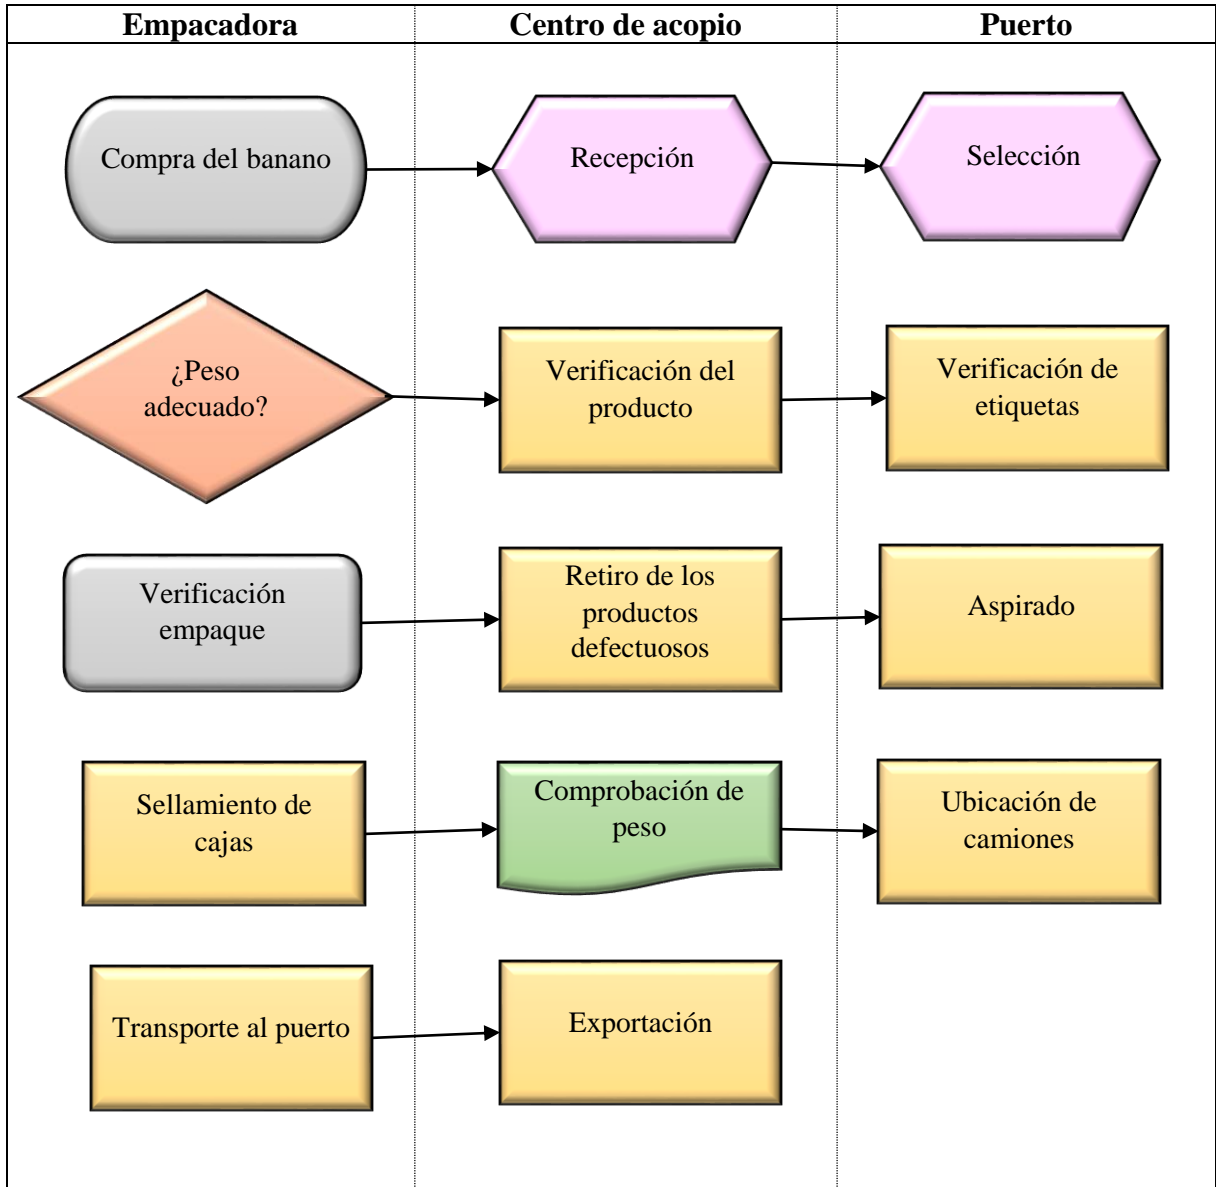 Empacadora
Centro de acopio
Puerto
Compra del banano
Recepción
Selección
¿Peso
adecuado?
Verificación del
producto
Verificación de
etiquetas
Verificación
empaque
Retiro de los
productos
defectuosos
Aspirado
Sellamiento de
cajas
Comprobación de
peso
Ubicación de
camiones
Transporte al puerto
Exportación